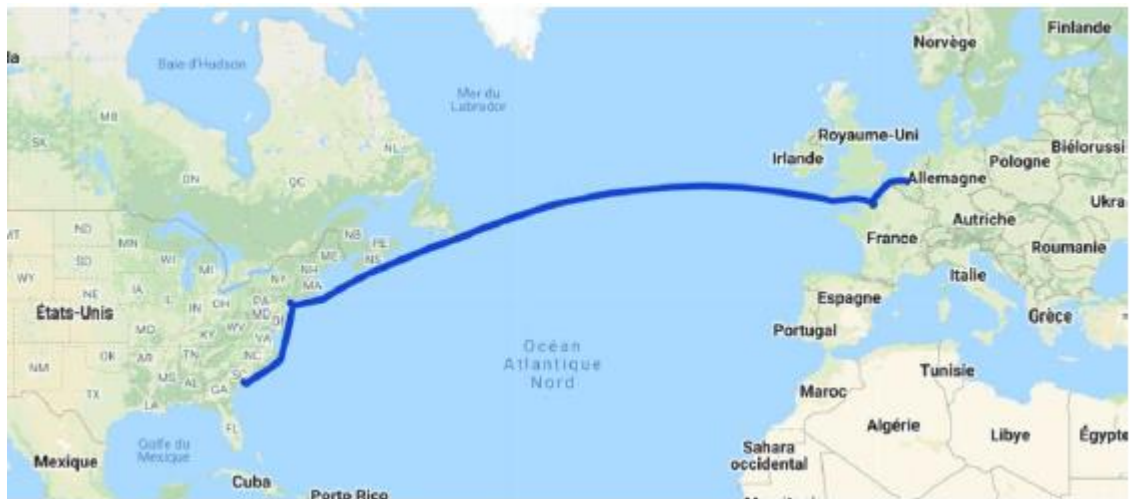 Norvège
Finlande
Baie d'Hudson
Mer du
Labrador
MB
SK
NL
ON
QC
Royaume-Uni
Irlande
Biélorussi
Pologne
Allemagne
Ukra
Autriche
France
Roumanie
Italie
Espagne
Grèce
Portugal
ND
MN
NB
PE
NS
ME
SD
WI
MI
NH
MA
NY
WY
NE
IA
IL
IN
OH
PA
MD
États-Unis
MO
KY
WV
VA
NC
OK
AR
TN
SC
NM
TX
MS
AL
GA
LA
FL
Océan
Atlantique
Nord
Tunisie
Maroc
Algérie
Libye
Égypte
Sahara
occidental
Golfe du
Mexique
Mexique
Cuba
Porto Rico